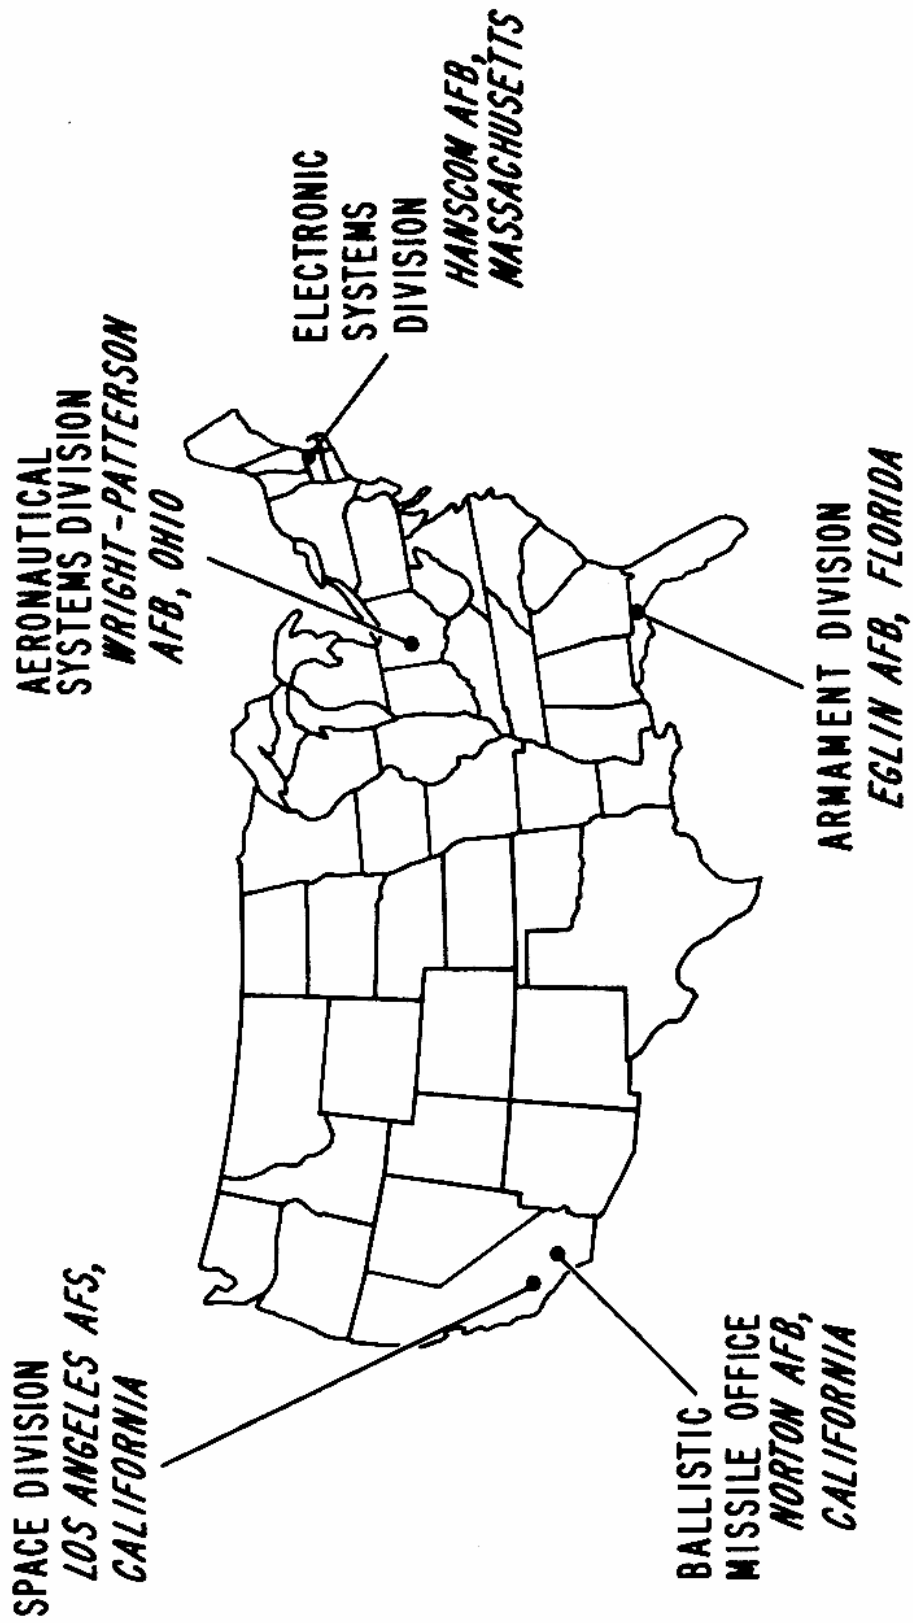 SPACE DIVISION
LOS ANGELES AFS,
CALIFORNIA
AERONAUTICAL
SYSTEMS DIVISION
WRIGHT-PATTERSON
AFB, OHIO
ELECTRONIC
SYSTEMS
DIVISION
HANSCOM AFB,
MASSACHUSETTS
BALLISTIC
MISSILE OFFICE
NORTON AFB,
CALIFORNIA
ARMAMENT DIVISION
EGLIN AFB, FLORIDA